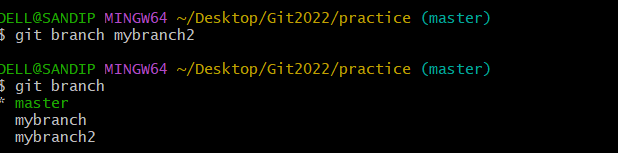 DELL@SANDIP MINGW64 ~/Desktop/Git2022/practice (master)
$ git branch mybranch2
DELL@SANDIP MINGW64 ~/Desktop/Git2022/practice (master)
$ git branch
* master
mybranch
mybranch2